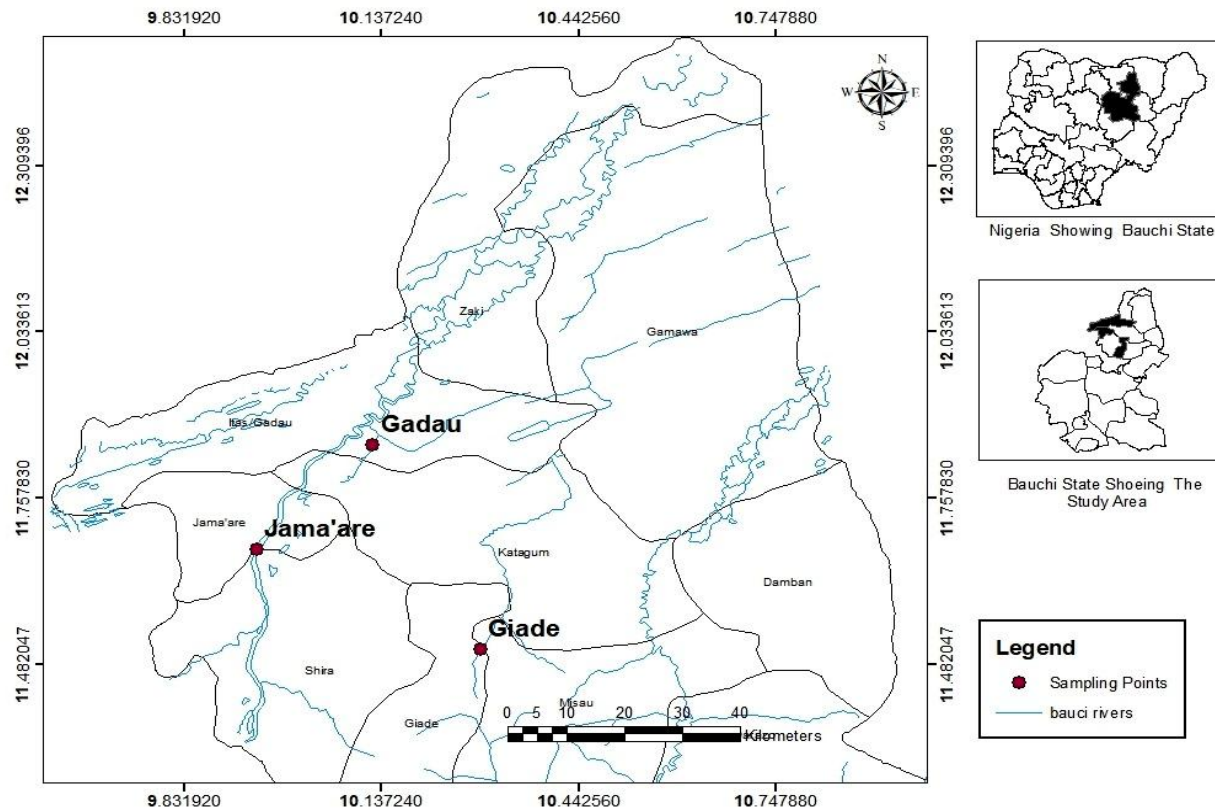 9.831920 10.137240 10.442560 10.747880
N
W E
S
12.309396 12.309396
Nigeria Showing Bauchi State
Zaki
12.033613 12.033613
Gamawa
Itas/Gadau
Gadau
11.757830 11.757830
Bauchi State Shoeing The
Study Area
Jama'are
Jama'are
Katagum
Damban
Giade
Legend
Shira
11.482047 11.482047
Sampling Points
Misau
bauci rivers
Giade
0 5 10 20 30 40
Kilometers
9.831920 10.137240 10.442560 10.747880